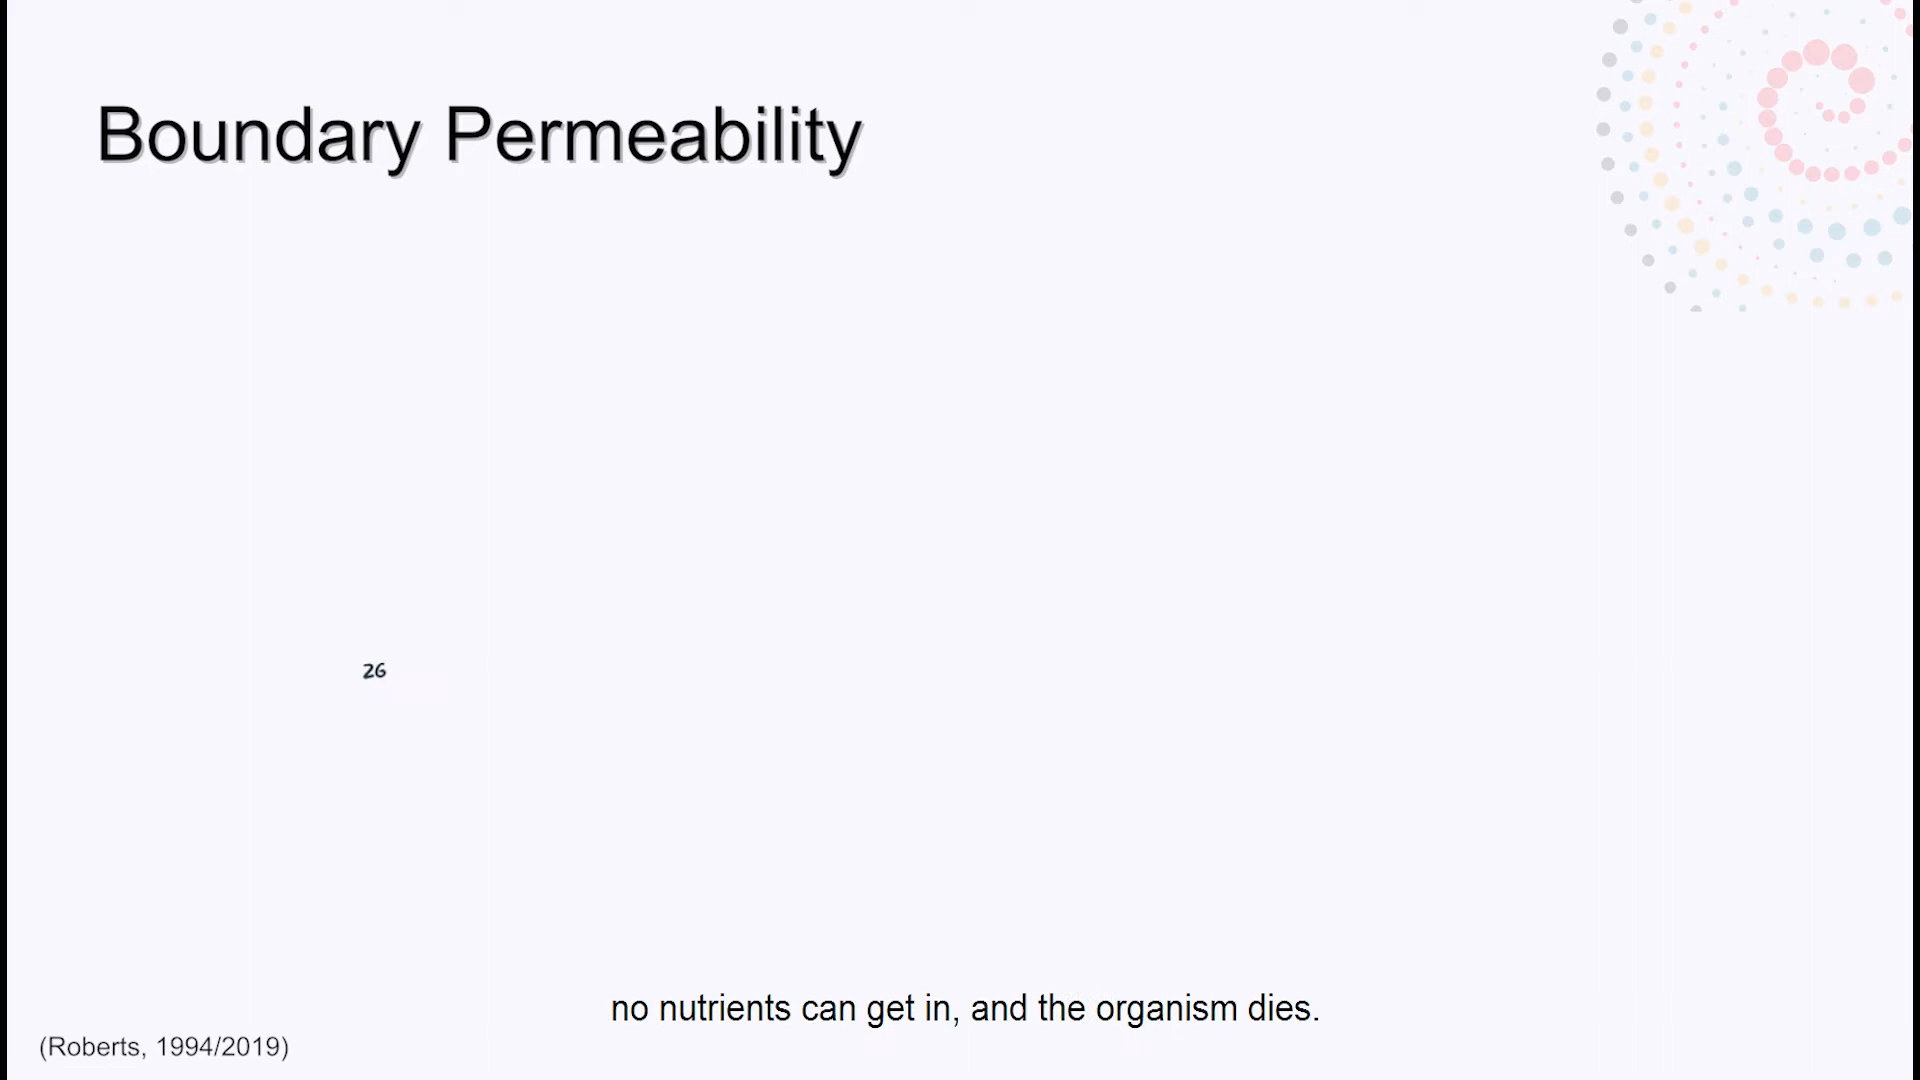 Boundary Permeability
26
no nutrients can get in, and the organism dies.
(Roberts, 1994/2019)